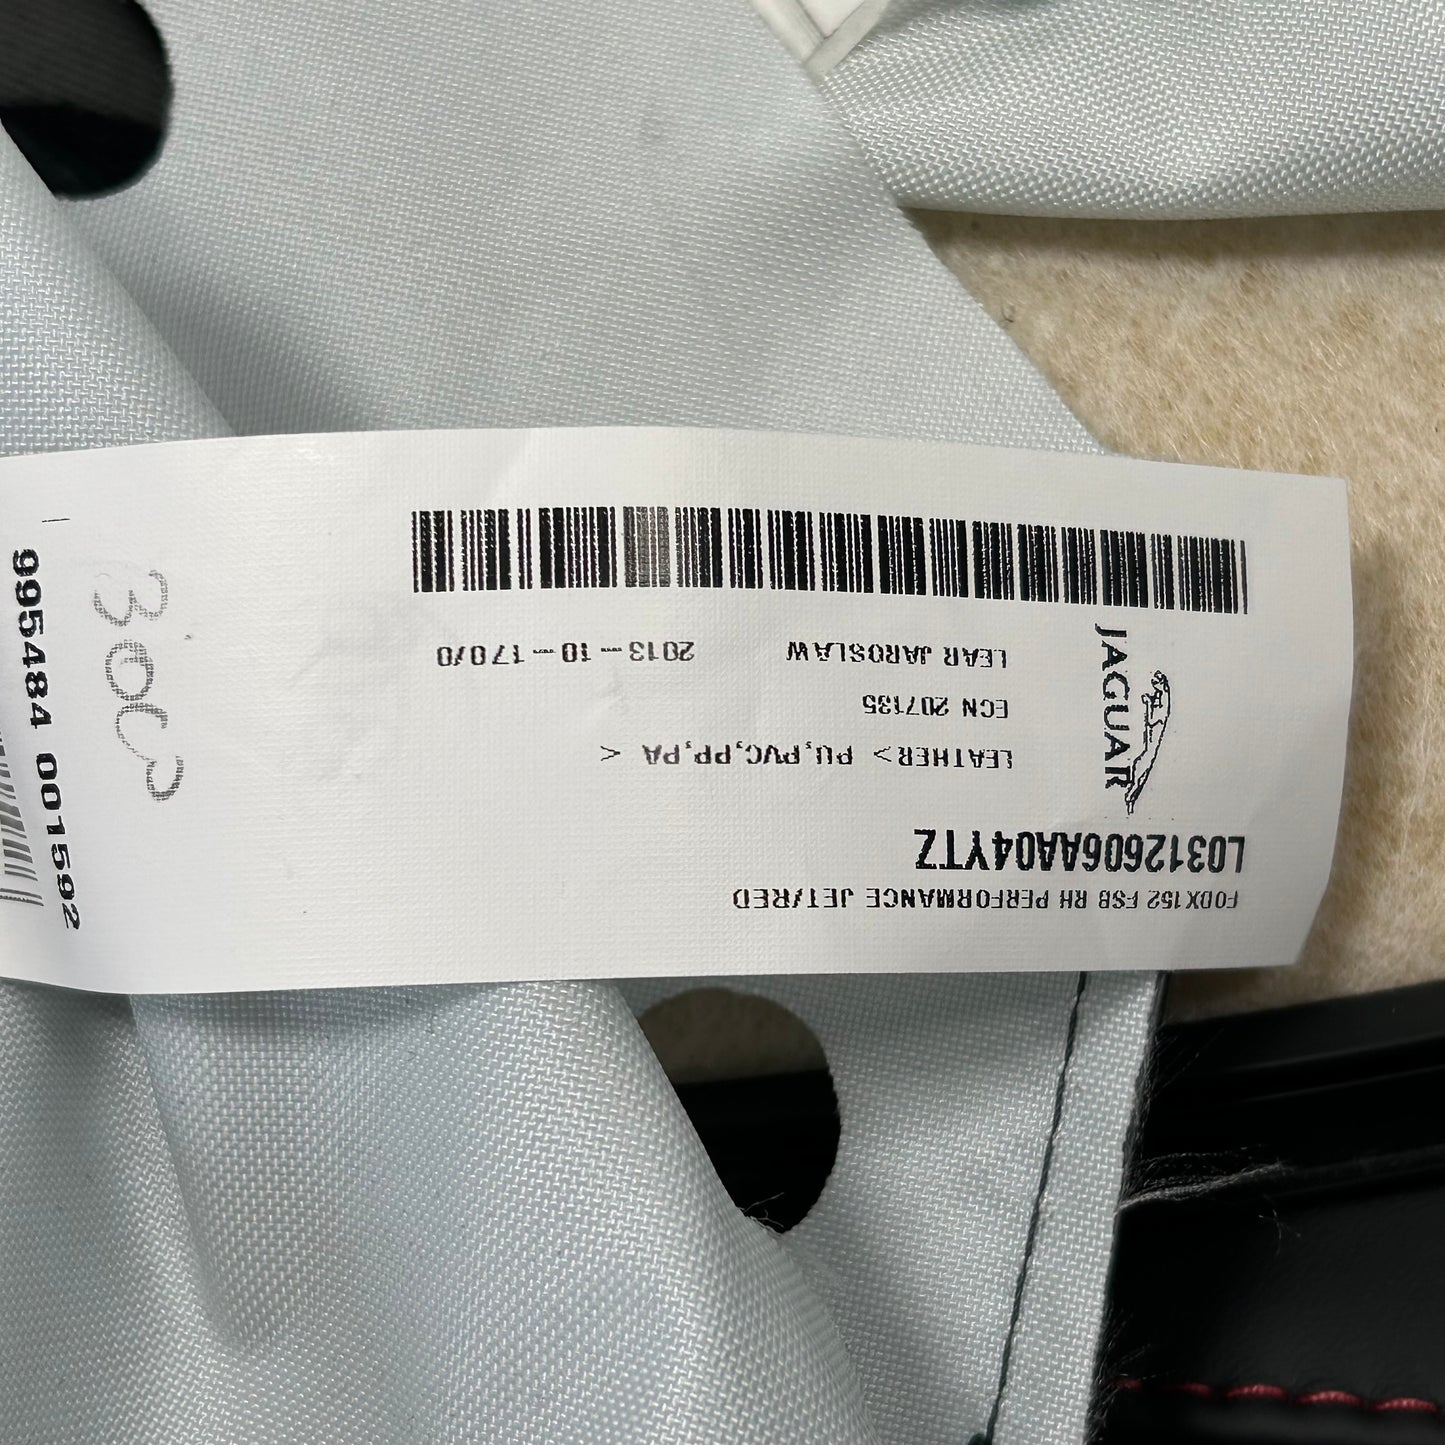 FODX152 FSB RH PERFORMANCE JET/RED
L0312606AA04YTZ
JAGUAR
LEATHER> PU,PVC,PP,PA <
ECN 207135
LEAR JAROSLAW 2013-10-17 0/0
995484 001592